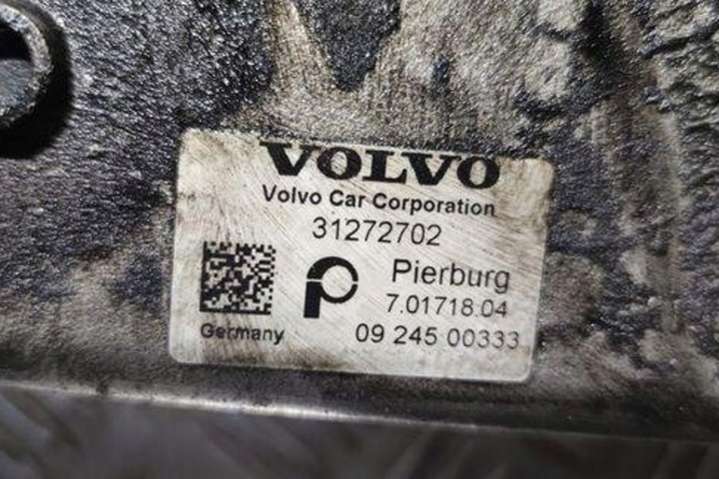 VOLVO
Volvo Car Corporation
31272702
Pierburg
7.01718.04
Germany
09 245 00333